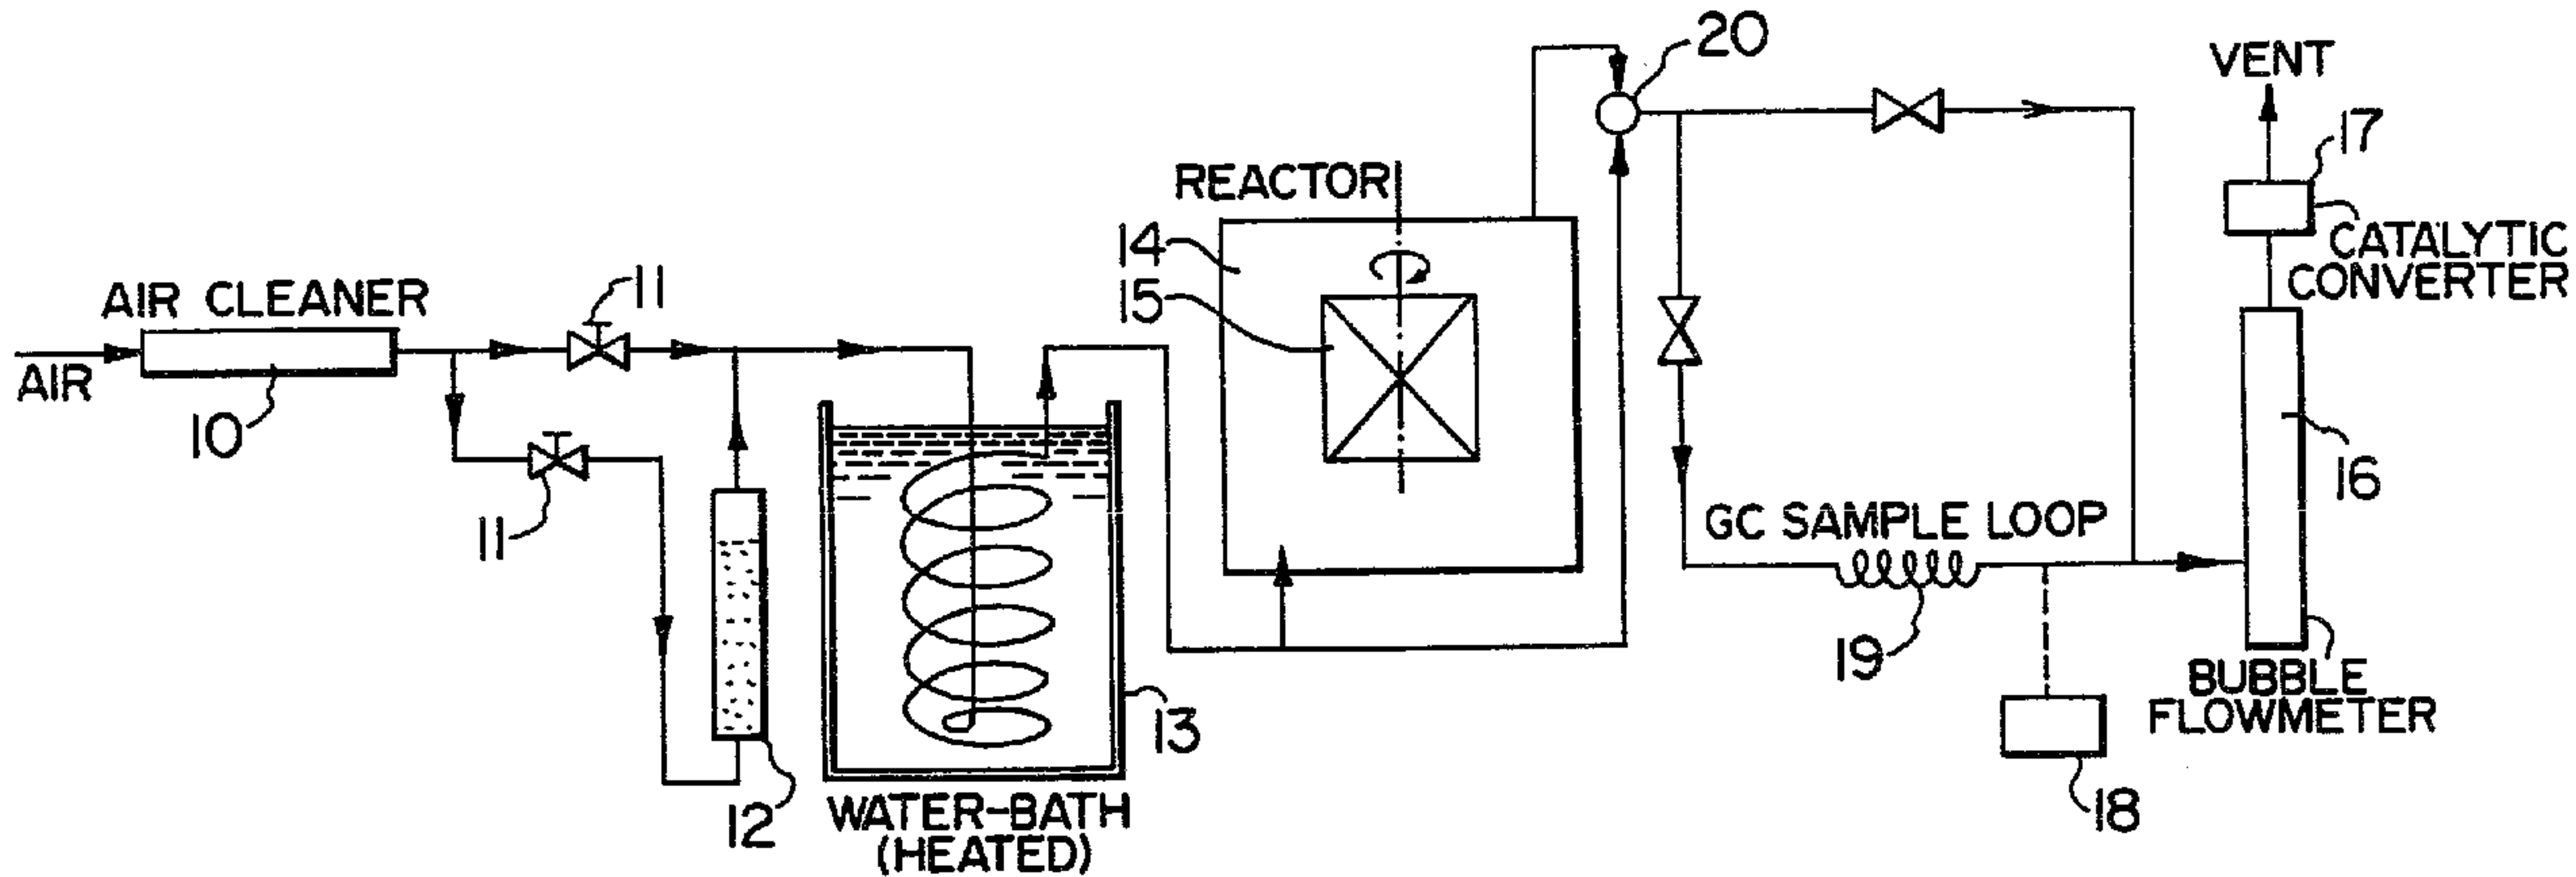 20
VENT
17
REACTOR
CATALYTIC
CONVERTER
14
15
11
AIR CLEANER
AIR
10
11
16
GC SAMPLE LOOP
19
13
BUBBLE
FLOWMETER
12
WATER-BATH
(HEATED)
18